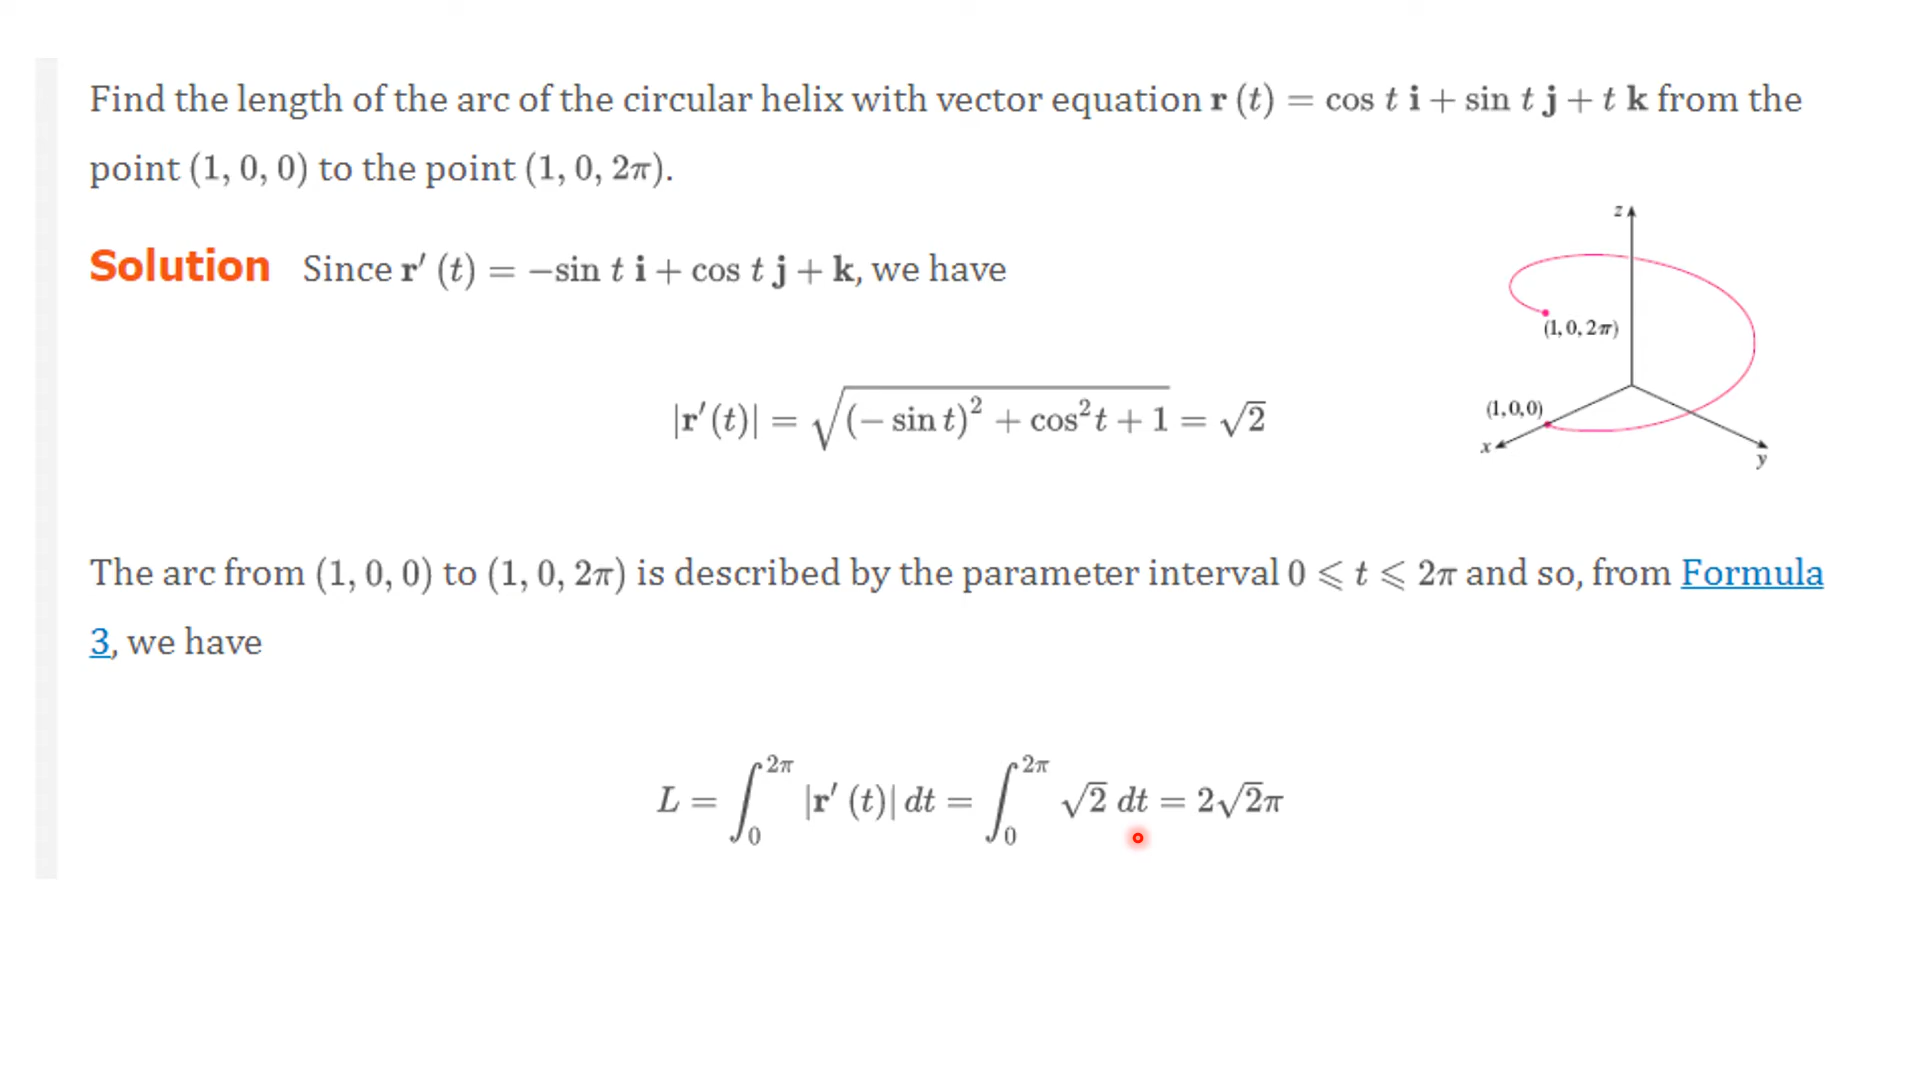 Find the length of the arc of the circular helix with vector equation r (t) = cos t i + sin t j + t k from the
point (1, 0, 0) to the point (1, 0, 2π).
Solution Since r′ (t) = −sin t i + cos t j + k, we have
z
(1, 0, 2π)
(1, 0, 0)
x
y
|r′(t)| = √((− sin t)² + cos²t + 1) = √2
The arc from (1, 0, 0) to (1, 0, 2π) is described by the parameter interval 0 ⩽ t ⩽ 2π and so, from Formula
3, we have
L = ∫₀^2π |r′ (t)| dt = ∫₀^2π √2 dt = 2√2π